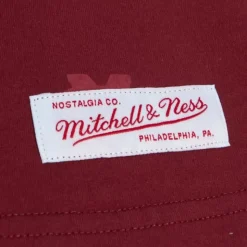 NOSTALGIA CO.
Mitchell & Ness
PHILADELPHIA, PA.